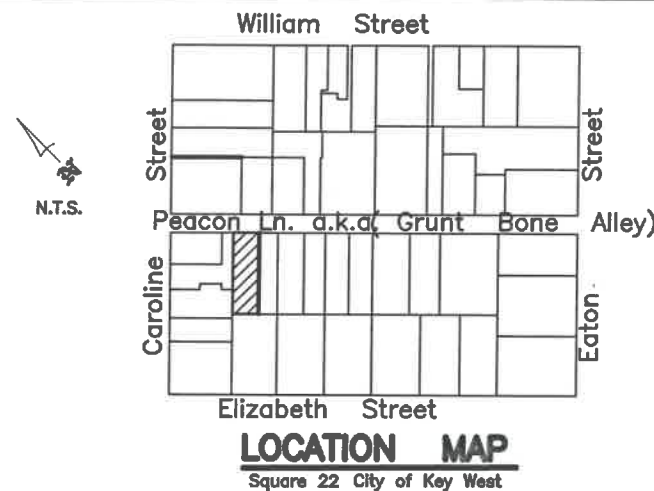 William Street
Street
Street
N.T.S.
Peacon Ln. a.k.a( Grunt Bone Alley)
Caroline
Eaton
Elizabeth Street
LOCATION MAP
Square 22 City of Key West